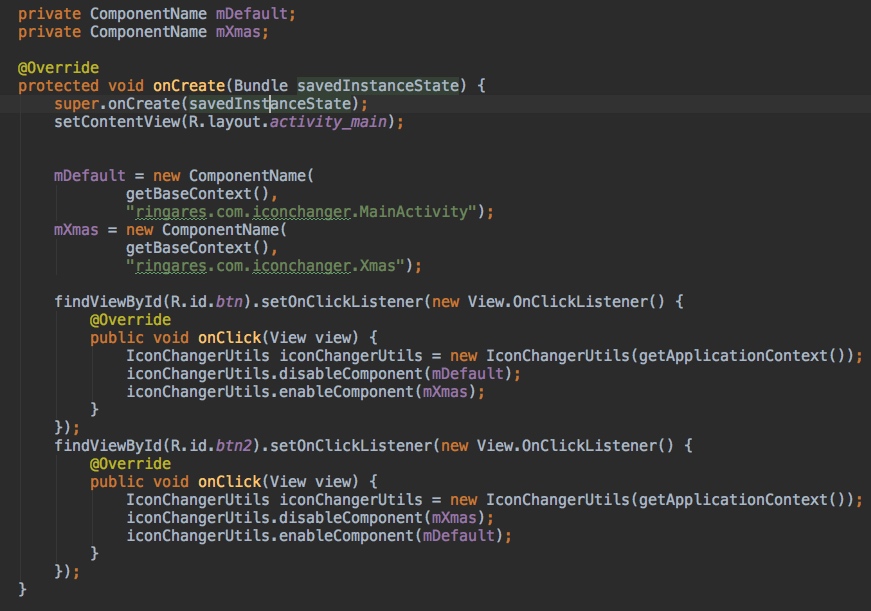 private ComponentName mDefault;
private ComponentName mXmas;
@Override
protected void onCreate(Bundle savedInstanceState) {
super.onCreate(savedInstanceState);
setContentView(R.layout.activity_main);
mDefault = new ComponentName(
getBaseContext(),
"ringares.com.iconchanger.MainActivity");
mXmas = new ComponentName(
getBaseContext(),
"ringares.com.iconchanger.Xmas");
findViewById(R.id.btn).setOnClickListener(new View.OnClickListener() {
@Override
public void onClick(View view) {
IconChangerUtils iconChangerUtils = new IconChangerUtils(getApplicationContext());
iconChangerUtils.disableComponent(mDefault);
iconChangerUtils.enableComponent(mXmas);
}
});
findViewById(R.id.btn2).setOnClickListener(new View.OnClickListener() {
@Override
public void onClick(View view) {
IconChangerUtils iconChangerUtils = new IconChangerUtils(getApplicationContext());
iconChangerUtils.disableComponent(mXmas);
iconChangerUtils.enableComponent(mDefault);
}
});
}